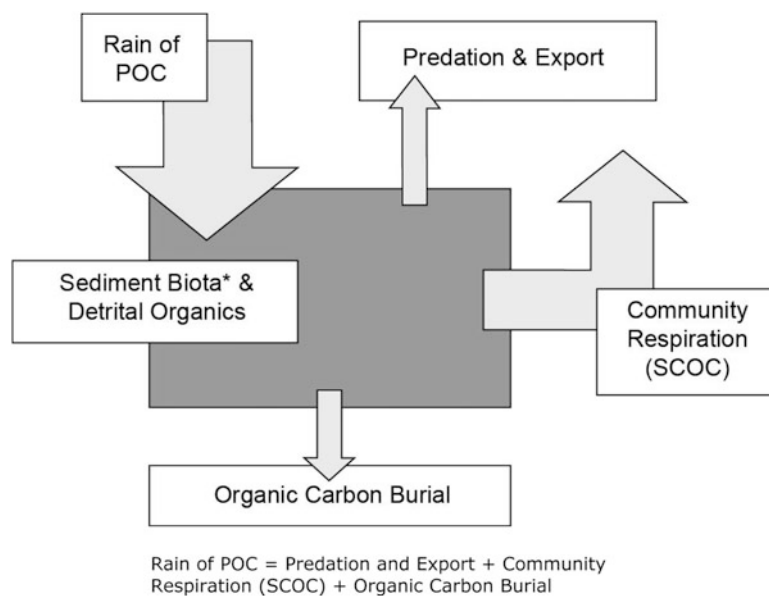 Rain of
POC
Predation & Export
Sediment Biota* &
Detrital Organics
Community
Respiration
(SCOC)
Organic Carbon Burial
Rain of POC = Predation and Export + Community
Respiration (SCOC) + Organic Carbon Burial